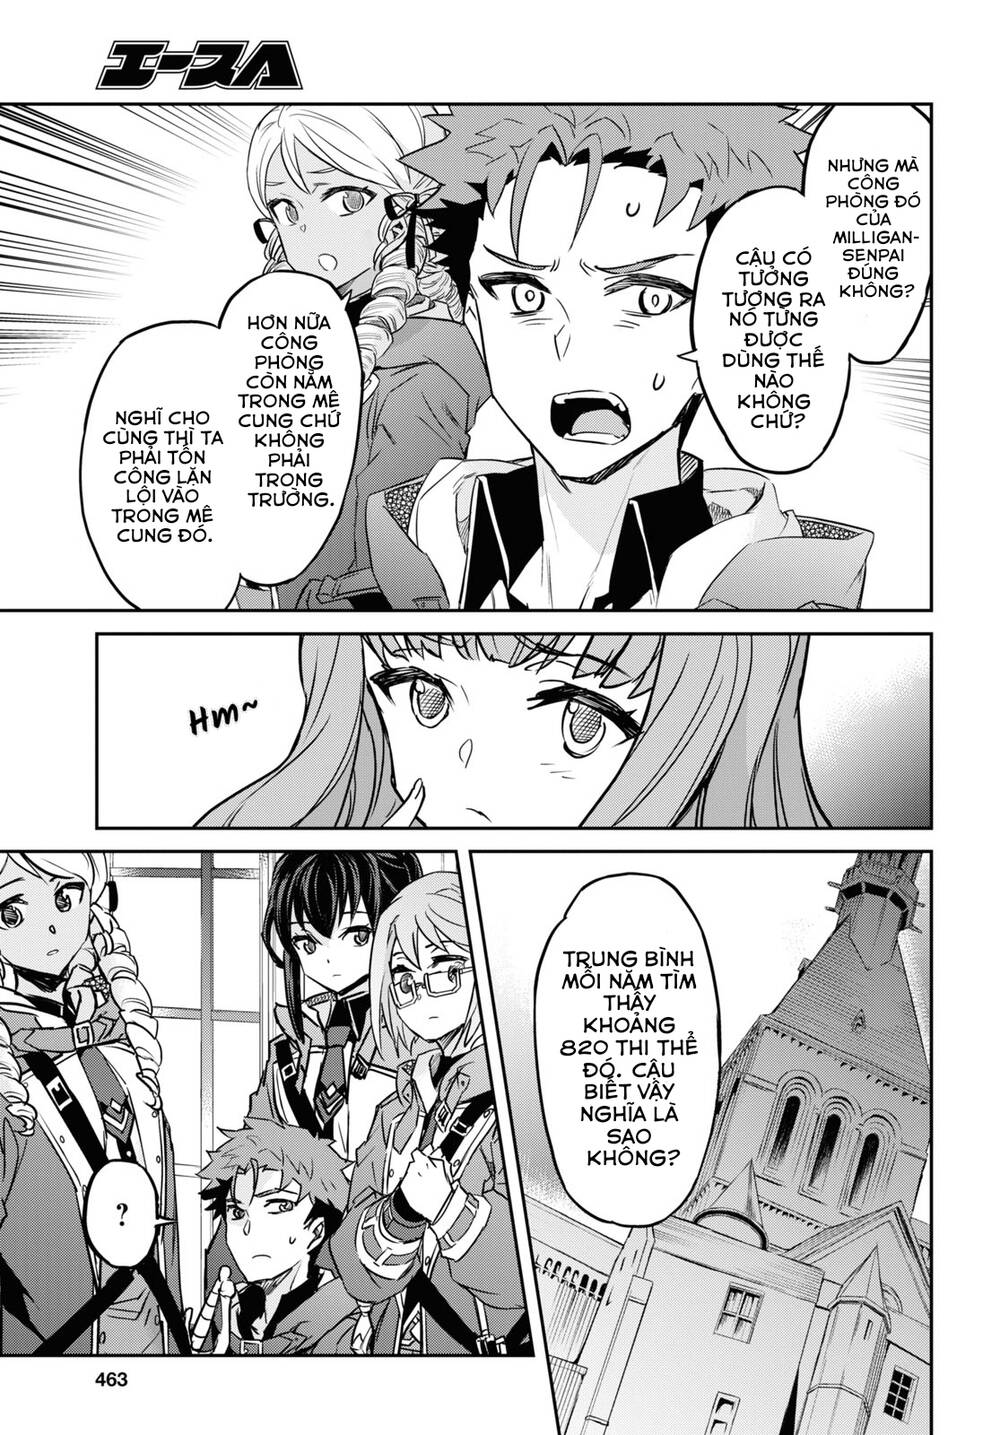 エースA
NHƯNG MÀ
CÔNG
PHÒNG ĐÓ
CỦA
MILLIGAN-
SENPAI
ĐÚNG
KHÔNG?
CẬU CÓ
TƯỞNG
TƯỢNG RA
NÓ TỪNG
ĐƯỢC
DÙNG THẾ
NÀO
KHÔNG
CHỨ?
HƠN NỮA
CÔNG
PHÒNG
CÒN NẰM
TRONG MÊ
CUNG CHỨ
KHÔNG
PHẢI
TRONG
TRƯỜNG.
NGHĨ CHO
CÙNG THÌ TA
PHẢI TỐN
CÔNG LẶN
LỘI VÀO
TRONG MÊ
CUNG ĐÓ.
HM~
TRUNG BÌNH
MỖI NĂM TÌM
THẤY
KHOẢNG
820 THI THỂ
ĐÓ. CẬU
BIẾT VẬY
NGHĨA LÀ
SAO
KHÔNG?
?
463